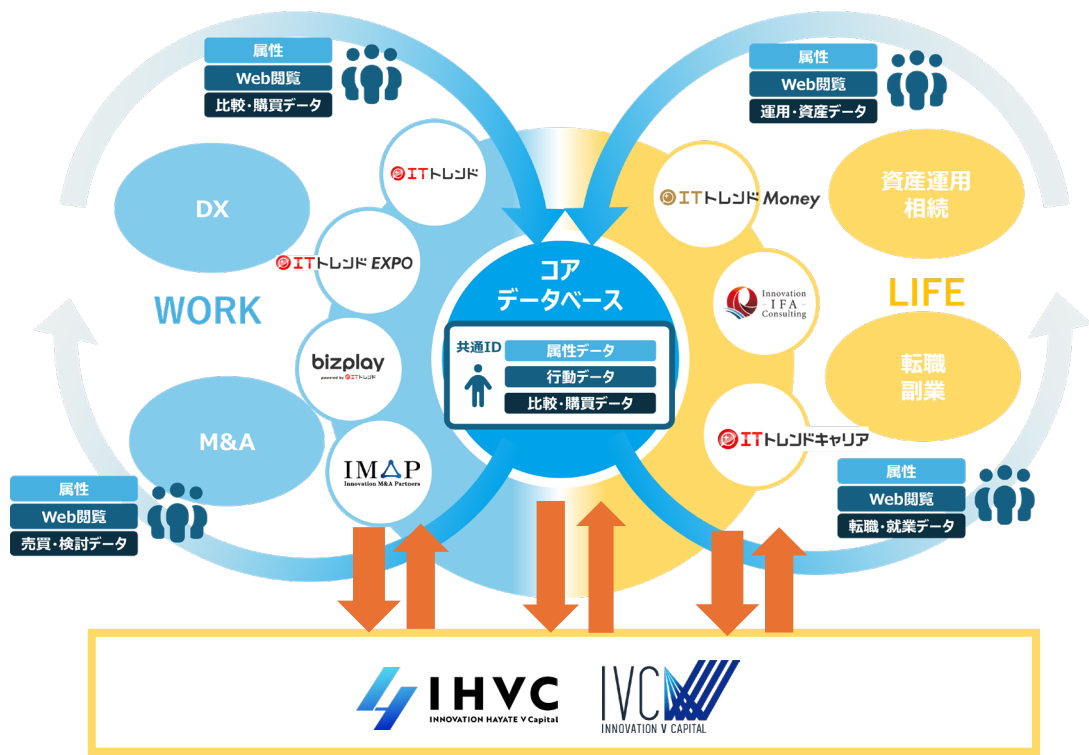 属性
Web閲覧
比較・購買データ
属性
Web閲覧
運用・資産データ
DX
ITトレンド
ITトレンド EXPO
WORK
bizplay
powered by ITトレンド
M&A
IMAP
Innovation M&A Partners
属性
Web閲覧
売買・検討データ
コア
データベース
共通ID
属性データ
行動データ
比較・購買データ
ITトレンド Money
資産運用
相続
Innovation
IFA
Consulting
LIFE
転職
副業
ITトレンドキャリア
属性
Web閲覧
転職・就業データ
IHVC
INNOVATION HAYATE V Capital
IVC
INNOVATION V CAPITAL